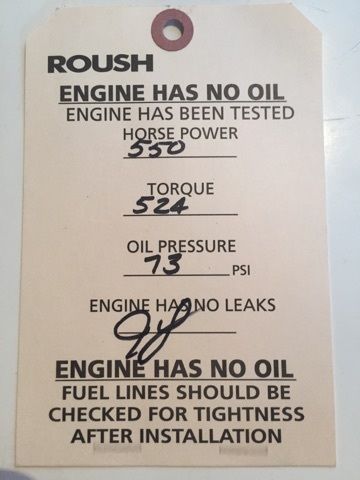 ROUSH
ENGINE HAS NO OIL
ENGINE HAS BEEN TESTED
HORSE POWER
550
TORQUE
524
OIL PRESSURE
73 PSI
ENGINE HAS NO LEAKS
ENGINE HAS NO OIL
FUEL LINES SHOULD BE
CHECKED FOR TIGHTNESS
AFTER INSTALLATION